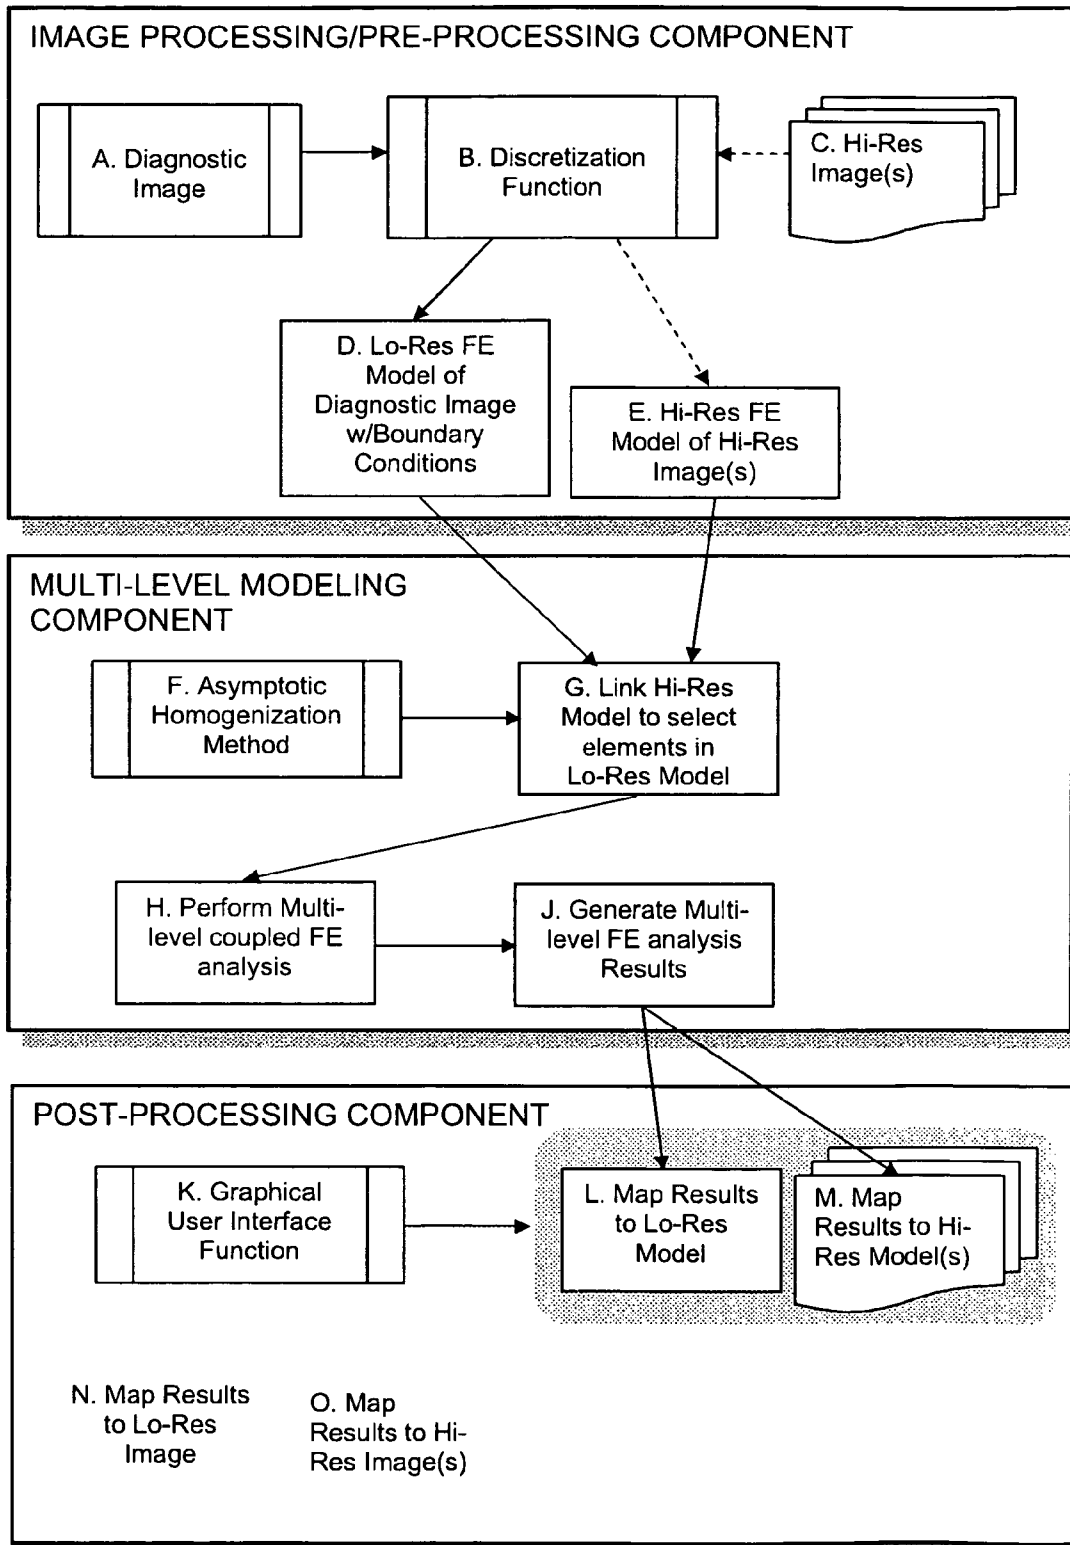 IMAGE PROCESSING/PRE-PROCESSING COMPONENT
A. Diagnostic
Image
B. Discretization
Function
C. Hi-Res
Image(s)
D. Lo-Res FE
Model of
Diagnostic Image
w/Boundary
Conditions
E. Hi-Res FE
Model of Hi-Res
Image(s)
MULTI-LEVEL MODELING
COMPONENT
F. Asymptotic
Homogenization
Method
G. Link Hi-Res
Model to select
elements in
Lo-Res Model
H. Perform Multi-
level coupled FE
analysis
J. Generate Multi-
level FE analysis
Results
POST-PROCESSING COMPONENT
K. Graphical
User Interface
Function
L. Map Results
to Lo-Res
Model
M. Map
Results to Hi-
Res Model(s)
N. Map Results
to Lo-Res
Image
O. Map
Results to Hi-
Res Image(s)